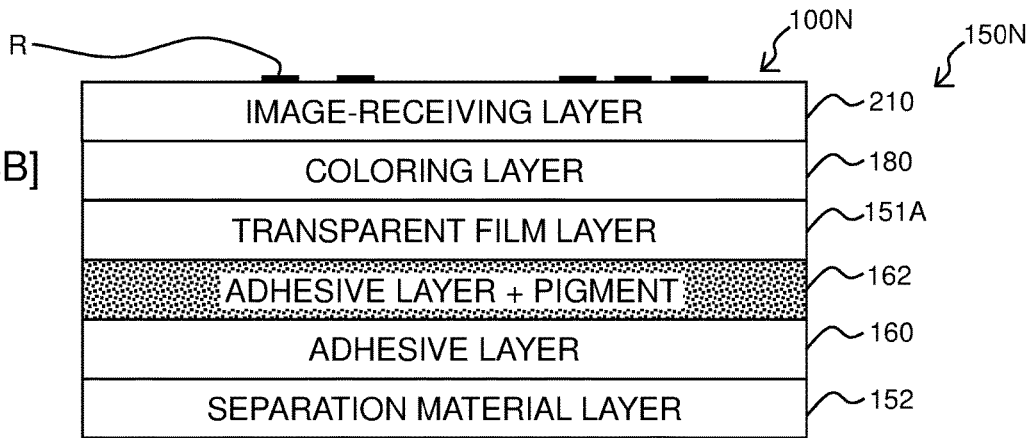 R
100N
150N
IMAGE-RECEIVING LAYER 210
B]
COLORING LAYER 180
TRANSPARENT FILM LAYER 151A
ADHESIVE LAYER + PIGMENT 162
ADHESIVE LAYER 160
SEPARATION MATERIAL LAYER 152